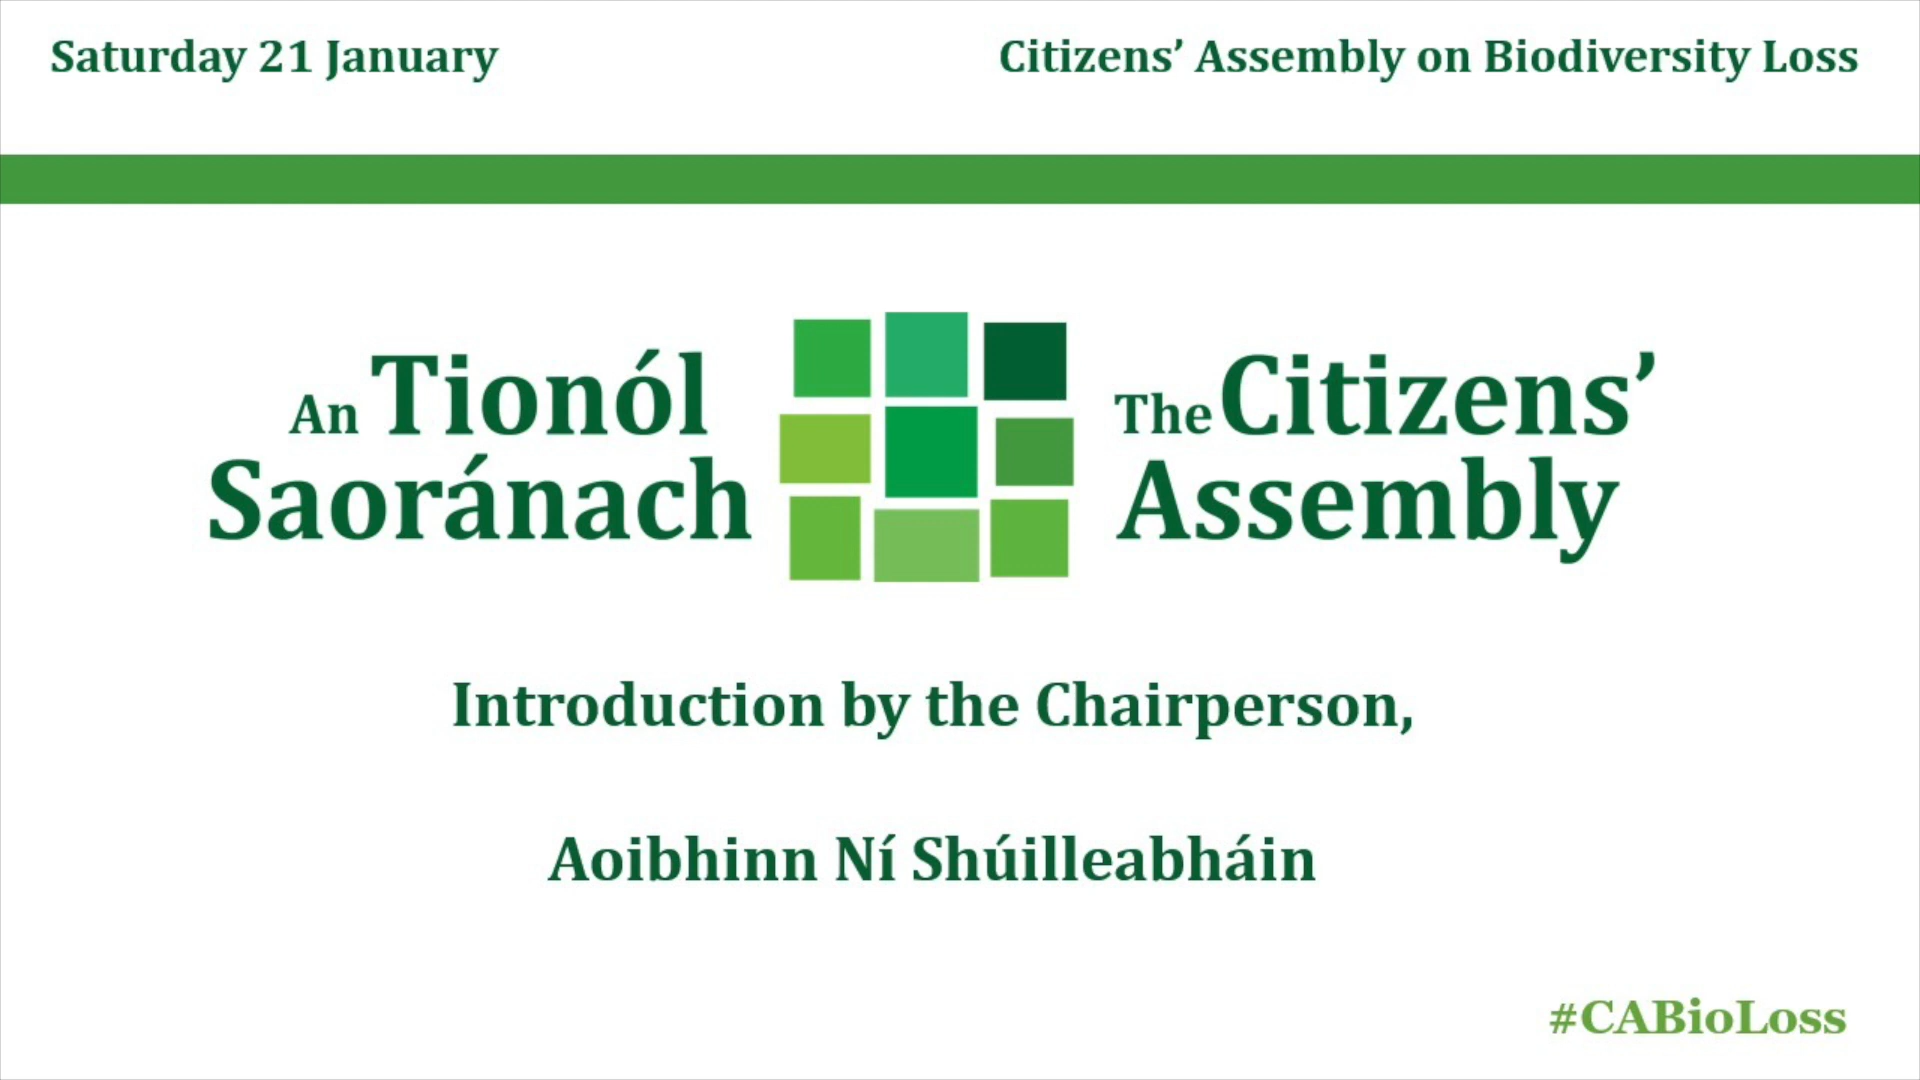 Saturday 21 January
Citizens’ Assembly on Biodiversity Loss
An Tionól
Saoránach
The Citizens’
Assembly
Introduction by the Chairperson,
Aoibhinn Ní Shúilleabháin
#CABioLoss